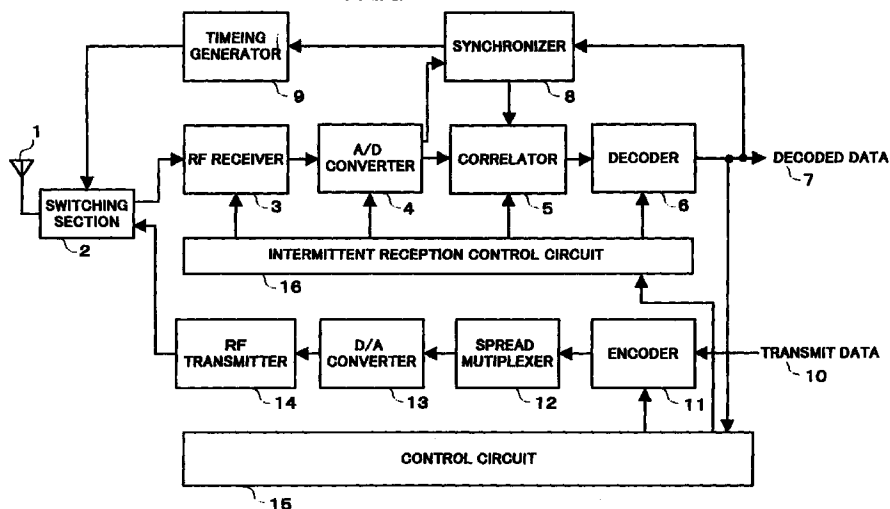 TIMEING
GENERATOR
9
SYNCHRONIZER
8
1
SWITCHING
SECTION
2
RF RECEIVER
3
A/D
CONVERTER
4
CORRELATOR
5
DECODER
6
DECODED DATA
7
INTERMITTENT RECEPTION CONTROL CIRCUIT
16
RF
TRANSMITTER
14
D/A
CONVERTER
13
SPREAD
MUTIPLEXER
12
ENCODER
11
TRANSMIT DATA
10
CONTROL CIRCUIT
15